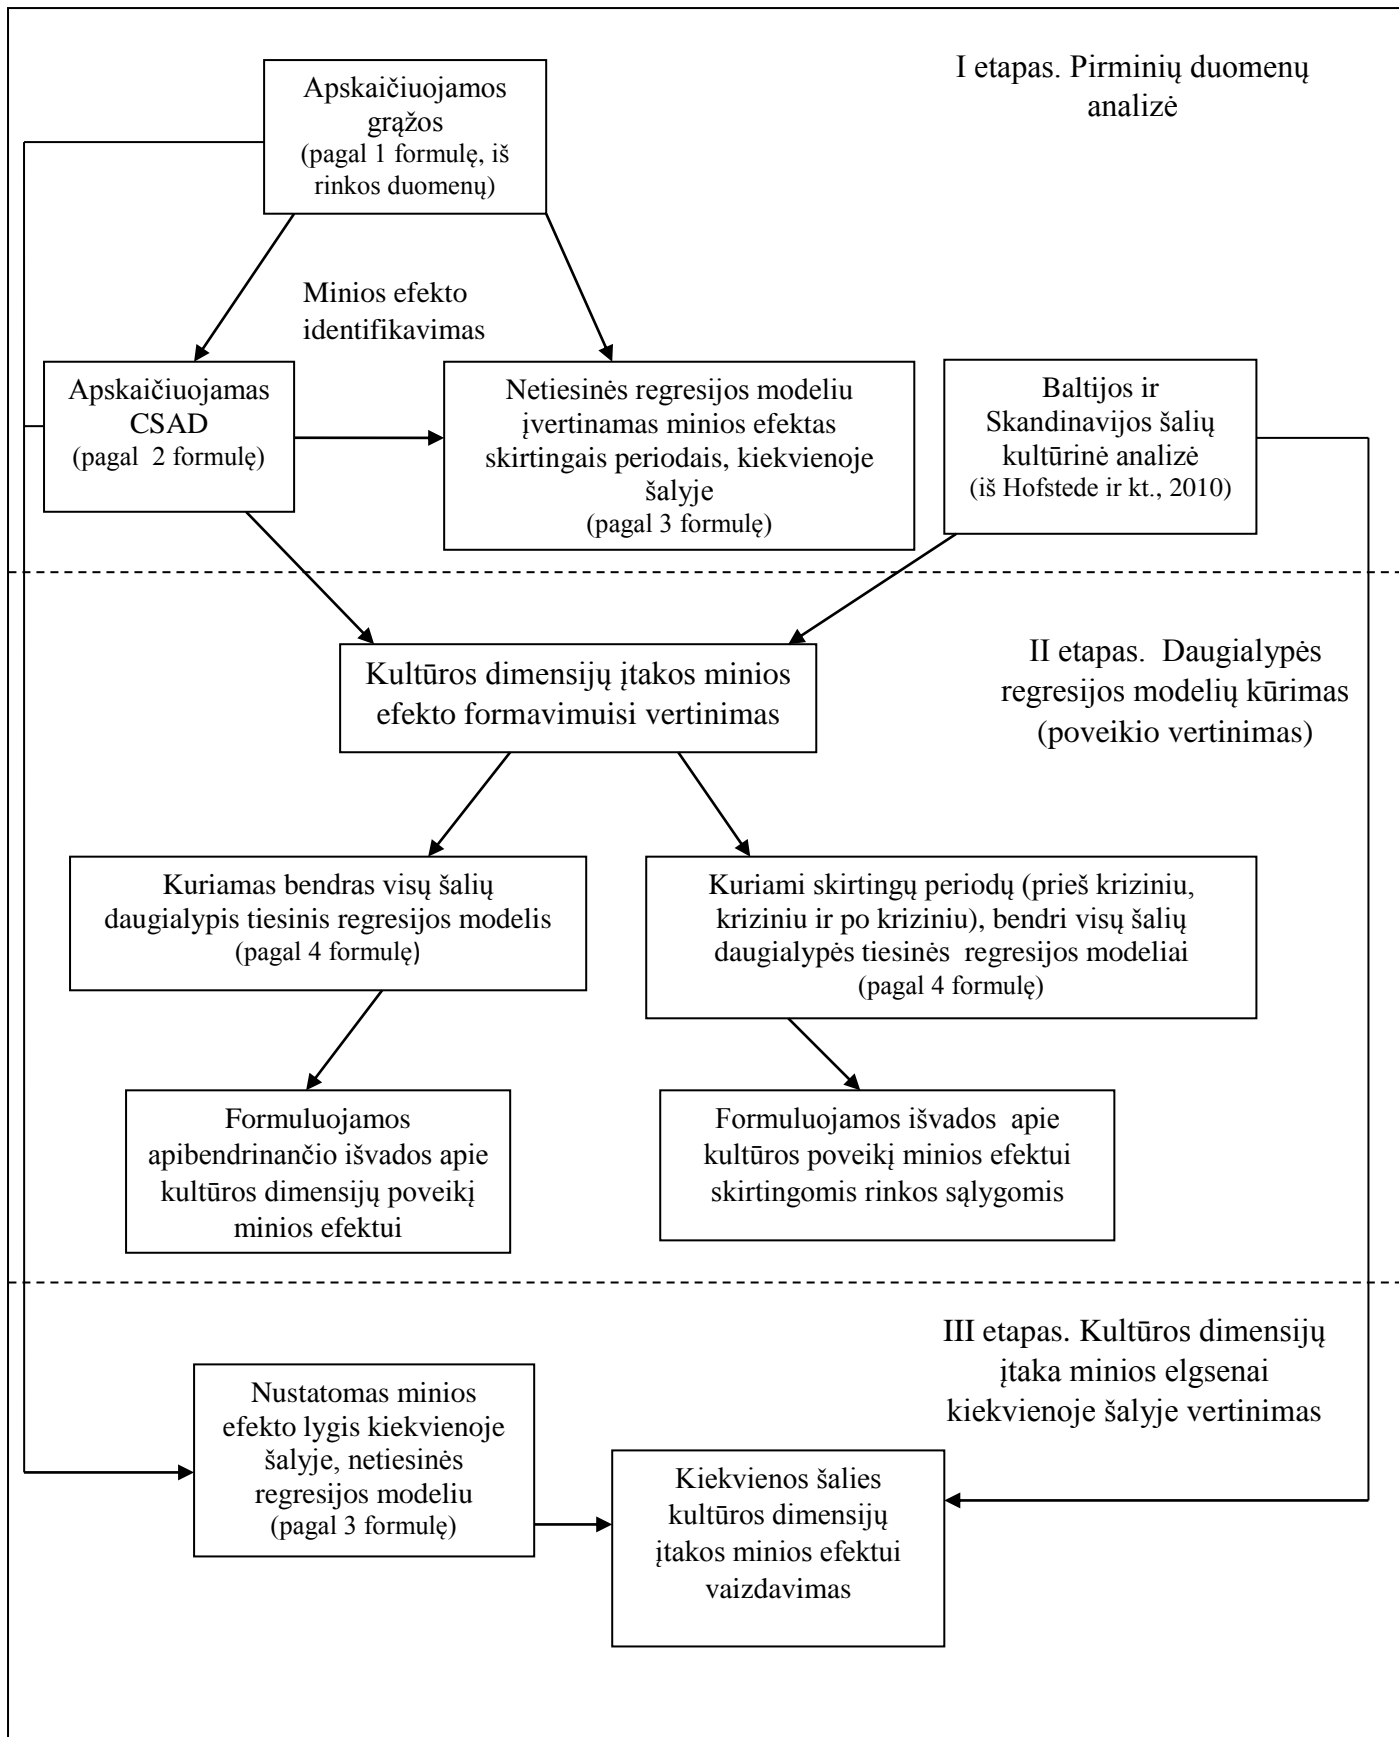 I etapas. Pirminių duomenų
analizė
Apskaičiuojamos
grąžos
(pagal 1 formulę, iš
rinkos duomenų)
Minios efekto
identifikavimas
Apskaičiuojamas
CSAD
(pagal 2 formulę)
Netiesinės regresijos modeliu
įvertinamas minios efektas
skirtingais periodais, kiekvienoje
šalyje
(pagal 3 formulę)
Baltijos ir
Skandinavijos šalių
kultūrinė analizė
(iš Hofstede ir kt., 2010)
II etapas. Daugialypės
regresijos modelių kūrimas
(poveikio vertinimas)
Kultūros dimensijų įtakos minios
efekto formavimuisi vertinimas
Kuriamas bendras visų šalių
daugialypis tiesinis regresijos modelis
(pagal 4 formulę)
Kuriami skirtingų periodų (prieš kriziniu,
kriziniu ir po kriziniu), bendri visų šalių
daugialypės tiesinės regresijos modeliai
(pagal 4 formulę)
Formuluojamos
apibendrinančio išvados apie
kultūros dimensijų poveikį
minios efektui
Formuluojamos išvados apie
kultūros poveikį minios efektui
skirtingomis rinkos sąlygomis
III etapas. Kultūros dimensijų
įtaka minios elgsenai
kiekvienoje šalyje vertinimas
Nustatomas minios
efekto lygis kiekvienoje
šalyje, netiesinės
regresijos modeliu
(pagal 3 formulę)
Kiekvienos šalies
kultūros dimensijų
įtakos minios efektui
vaizdavimas